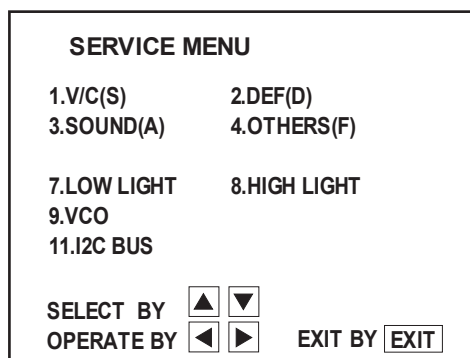 SERVICE MENU
1.V/C(S) 2.DEF(D)
3.SOUND(A) 4.OTHERS(F)
7.LOW LIGHT 8.HIGH LIGHT
9.VCO
11.I2C BUS
SELECT BY ▲ ▼
OPERATE BY ◀ ▶ EXIT BY EXIT